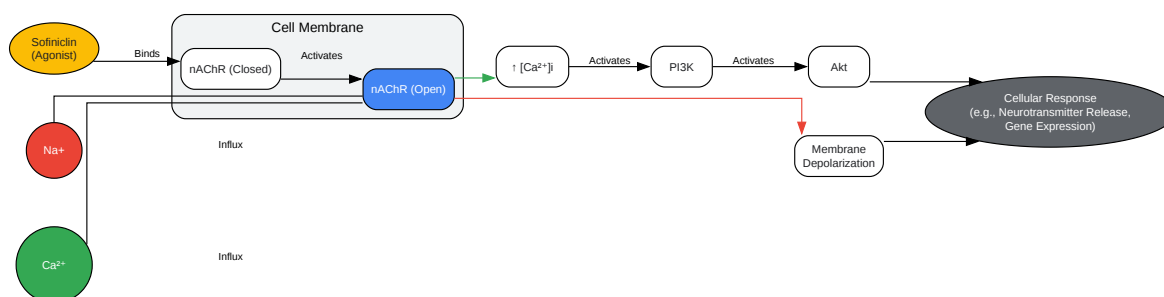 Cell Membrane
Sofiniclin
(Agonist)
Binds
nAChR (Closed)
Activates
nAChR (Open)
↑ [Ca²⁺]i
Activates
PI3K
Activates
Akt
Cellular Response
(e.g., Neurotransmitter Release,
Gene Expression)
Na+
Influx
Membrane
Depolarization
Ca²⁺
Influx